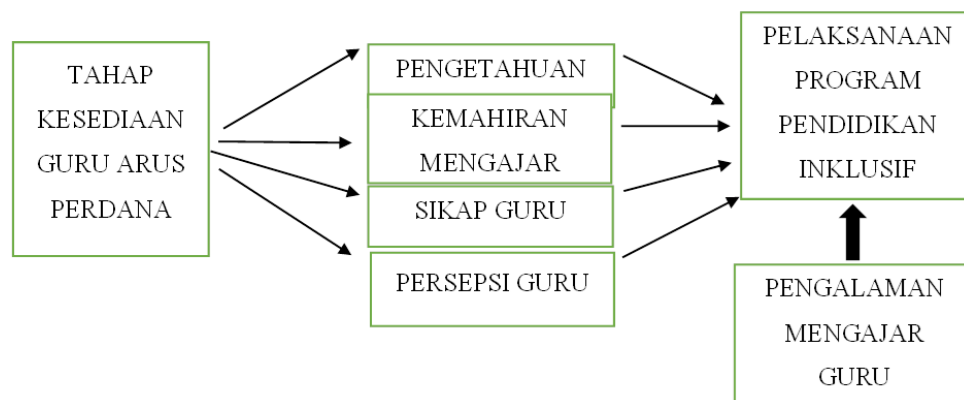 TAHAP
KESEDIAAN
GURU ARUS
PERDANA
PENGETAHUAN
KEMAHIRAN
MENGAJAR
SIKAP GURU
PERSEPSI GURU
PELAKSANAAN
PROGRAM
PENDIDIKAN
INKLUSIF
PENGALAMAN
MENGAJAR
GURU